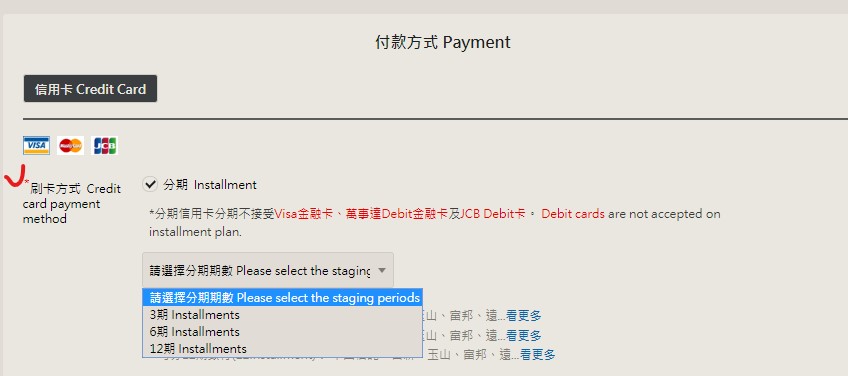 付款方式 Payment
信用卡 Credit Card
VISA MasterCard JCB
*刷卡方式 Credit card payment method
分期 Installment
*分期信用卡分期不接受Visa金融卡、萬事達Debit金融卡及JCB Debit卡。 Debit cards are not accepted on
installment plan.
請選擇分期期數 Please select the staging
請選擇分期期數 Please select the staging periods
3期 Installments
玉山、富邦、遠...看更多
6期 Installments
玉山、富邦、遠...看更多
12期 Installments
玉山、富邦、遠...看更多